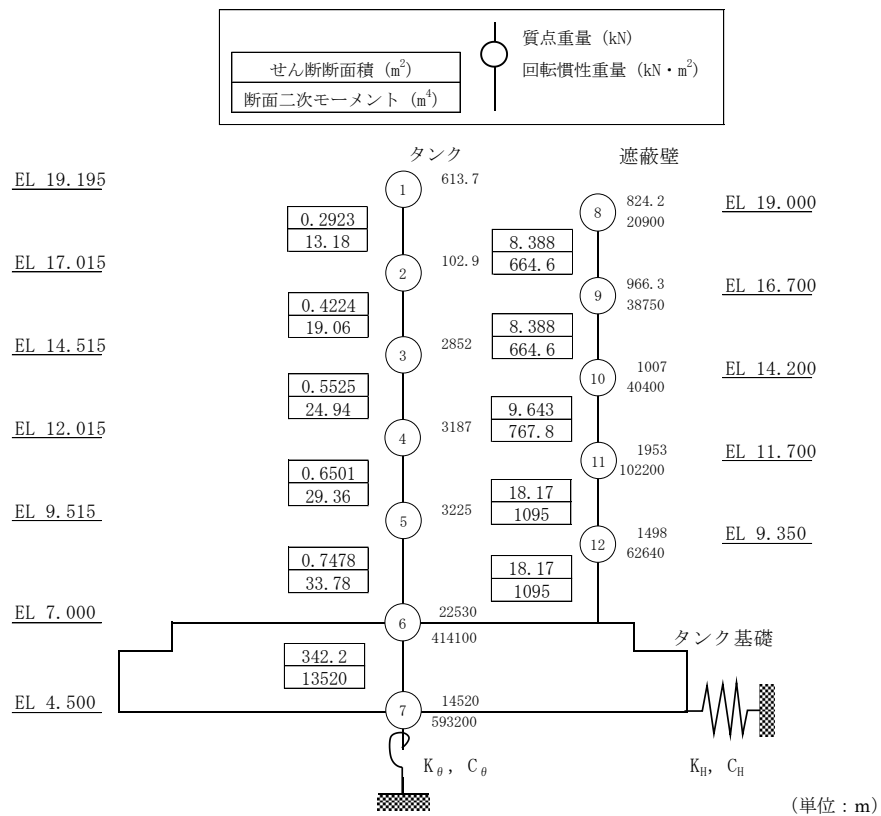 質点重量 (kN)
回転慣性重量 (kN・m²)
せん断断面積 (m²)
断面二次モーメント (m⁴)
タンク
遮蔽壁
EL 19.195
1
613.7
8
824.2
20900
EL 19.000
0.2923
13.18
8.388
664.6
EL 17.015
2
102.9
9
966.3
38750
EL 16.700
0.4224
19.06
8.388
664.6
EL 14.515
3
2852
10
1007
40400
EL 14.200
0.5525
24.94
9.643
767.8
EL 12.015
4
3187
11
1953
102200
EL 11.700
0.6501
29.36
18.17
1095
EL 9.515
5
3225
12
1498
62640
EL 9.350
0.7478
33.78
18.17
1095
EL 7.000
6
22530
414100
タンク基礎
342.2
13520
EL 4.500
7
14520
593200
Kθ, Cθ
KH, CH
(単位：m)